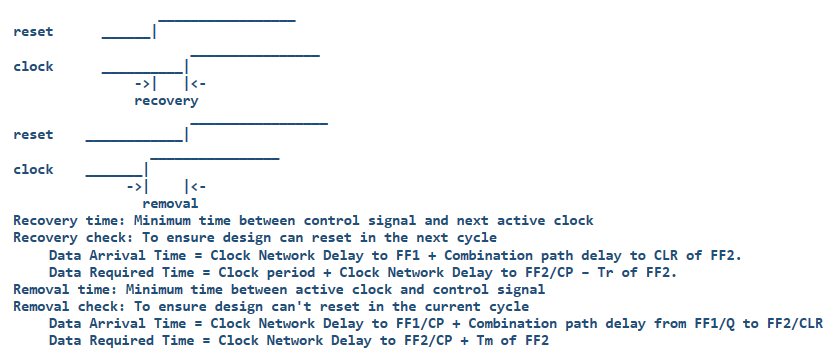 reset
clock
->| |<-
recovery
reset
clock
->| |<-
removal
Recovery time: Minimum time between control signal and next active clock
Recovery check: To ensure design can reset in the next cycle
Data Arrival Time = Clock Network Delay to FF1 + Combination path delay to CLR of FF2.
Data Required Time = Clock period + Clock Network Delay to FF2/CP – Tr of FF2.
Removal time: Minimum time between active clock and control signal
Removal check: To ensure design can't reset in the current cycle
Data Arrival Time = Clock Network Delay to FF1/CP + Combination path delay from FF1/Q to FF2/CLR
Data Required Time = Clock Network Delay to FF2/CP + Tm of FF2